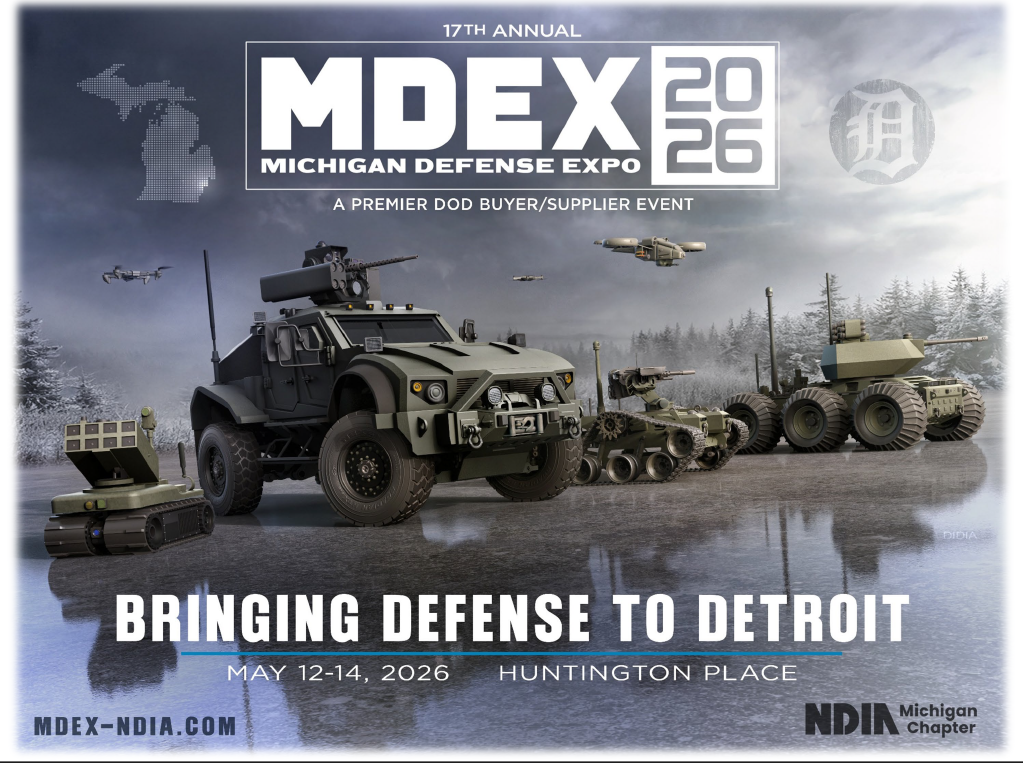 17TH ANNUAL
MDEX
20
26
MICHIGAN DEFENSE EXPO
A PREMIER DOD BUYER/SUPPLIER EVENT
BRINGING DEFENSE TO DETROIT
MAY 12-14, 2026 HUNTINGTON PLACE
MDEX-NDIA.COM
NDIA Michigan
Chapter